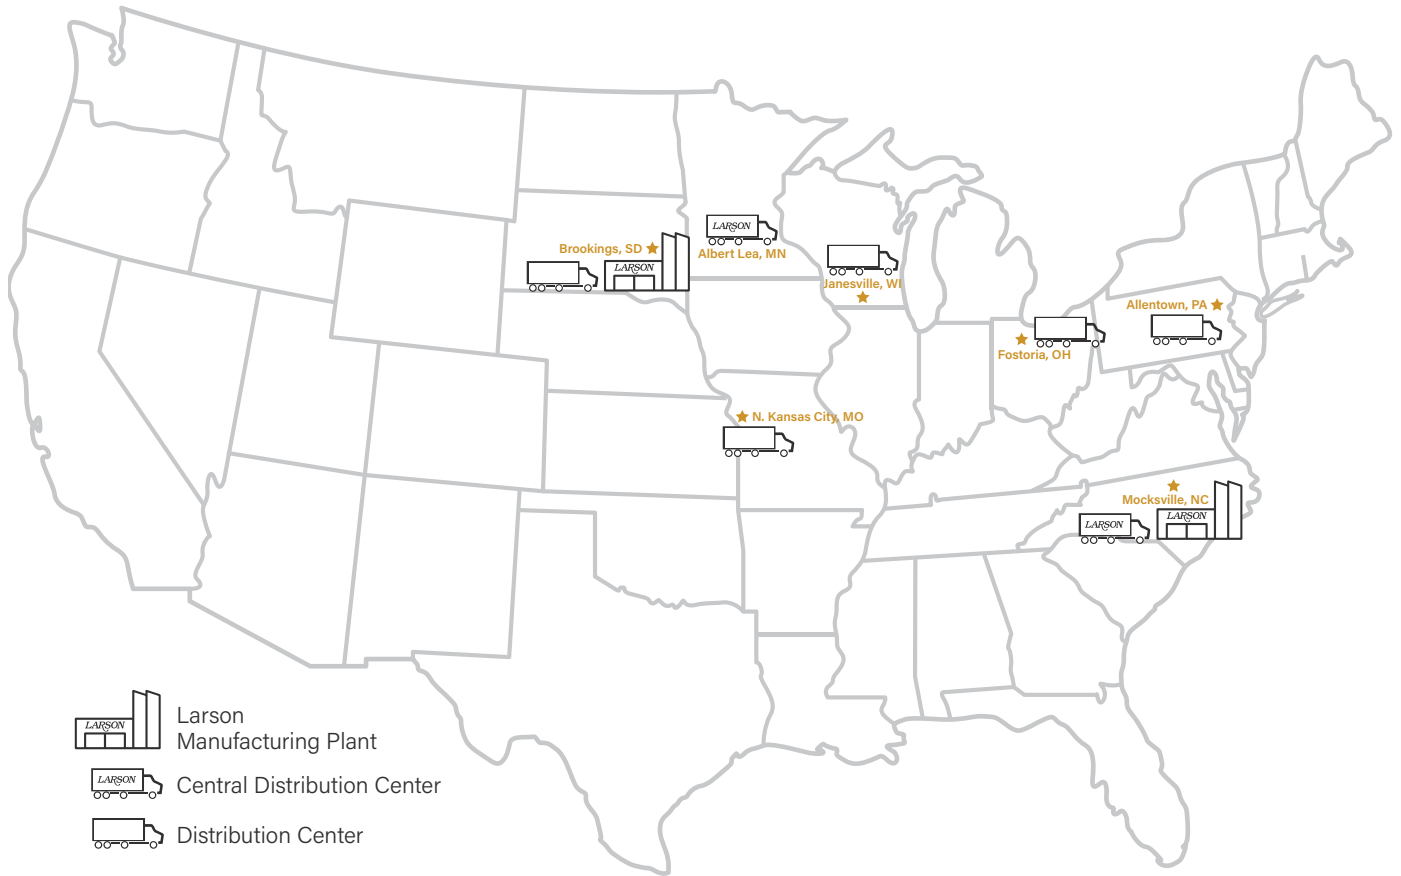 LARSON
Brookings, SD
LARSON
Albert Lea, MN
Janesville, WI
Allentown, PA
Fostoria, OH
N. Kansas City, MO
Mocksville, NC
LARSON
LARSON
LARSON
Larson
Manufacturing Plant
LARSON
Central Distribution Center
Distribution Center